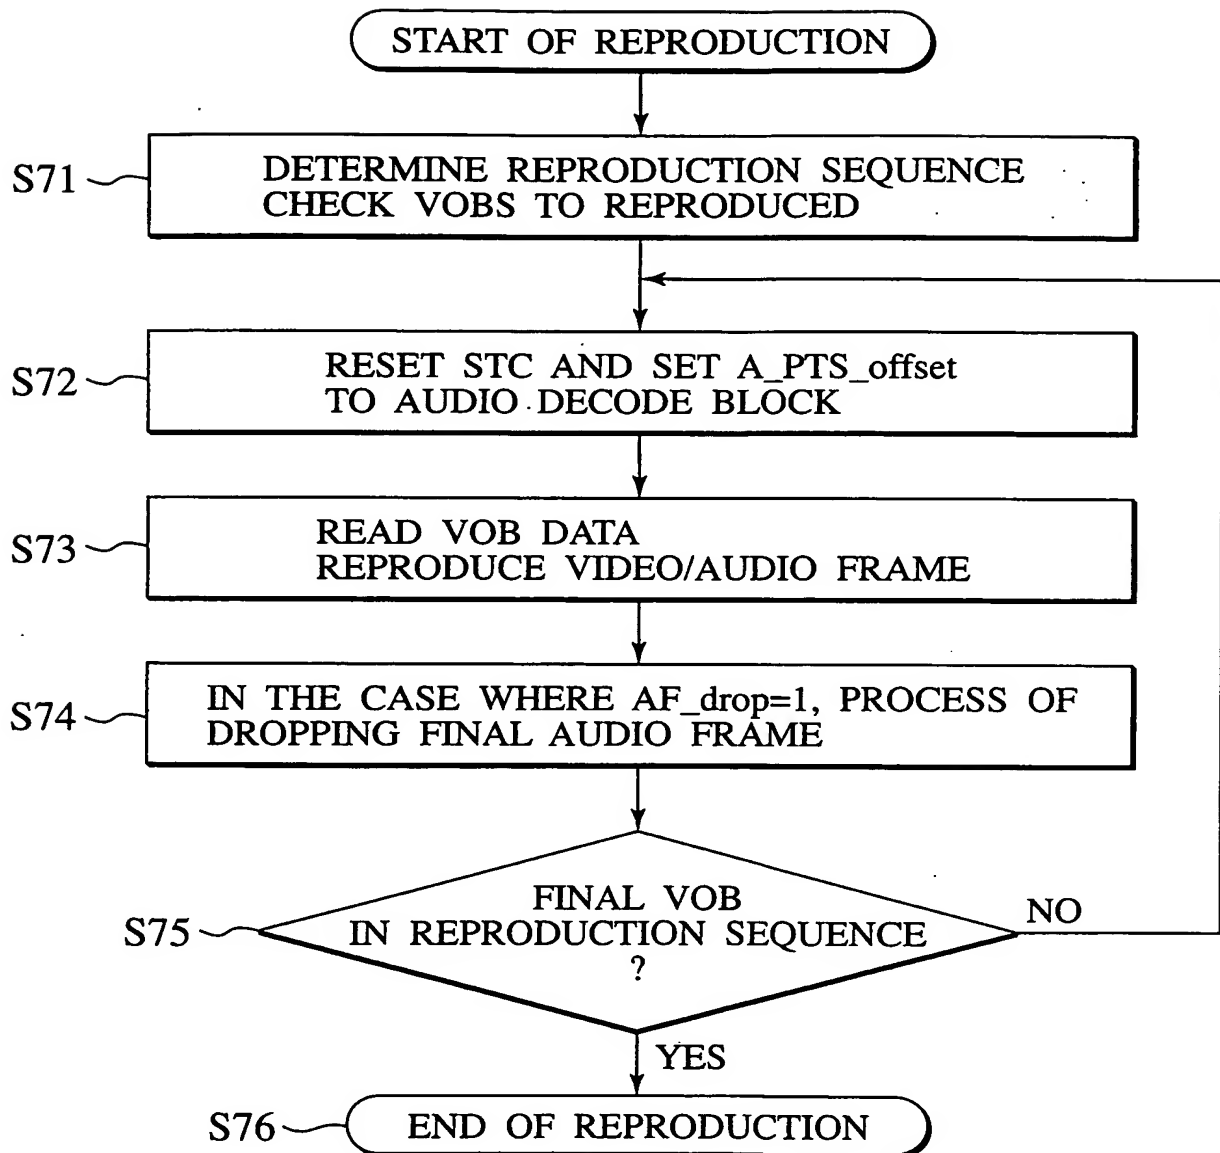 START OF REPRODUCTION
S71
DETERMINE REPRODUCTION SEQUENCE
CHECK VOBS TO REPRODUCED
S72
RESET STC AND SET A_PTS_offset
TO AUDIO DECODE BLOCK
S73
READ VOB DATA
REPRODUCE VIDEO/AUDIO FRAME
S74
IN THE CASE WHERE AF_drop=1, PROCESS OF
DROPPING FINAL AUDIO FRAME
S75
FINAL VOB
IN REPRODUCTION SEQUENCE
?
NO
YES
S76
END OF REPRODUCTION